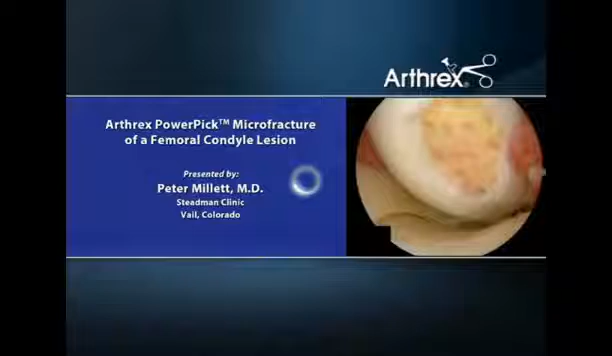 Arthrex®
Arthrex PowerPick™ Microfracture
of a Femoral Condyle Lesion
Presented by:
Peter Millett, M.D.
Steadman Clinic
Vail, Colorado